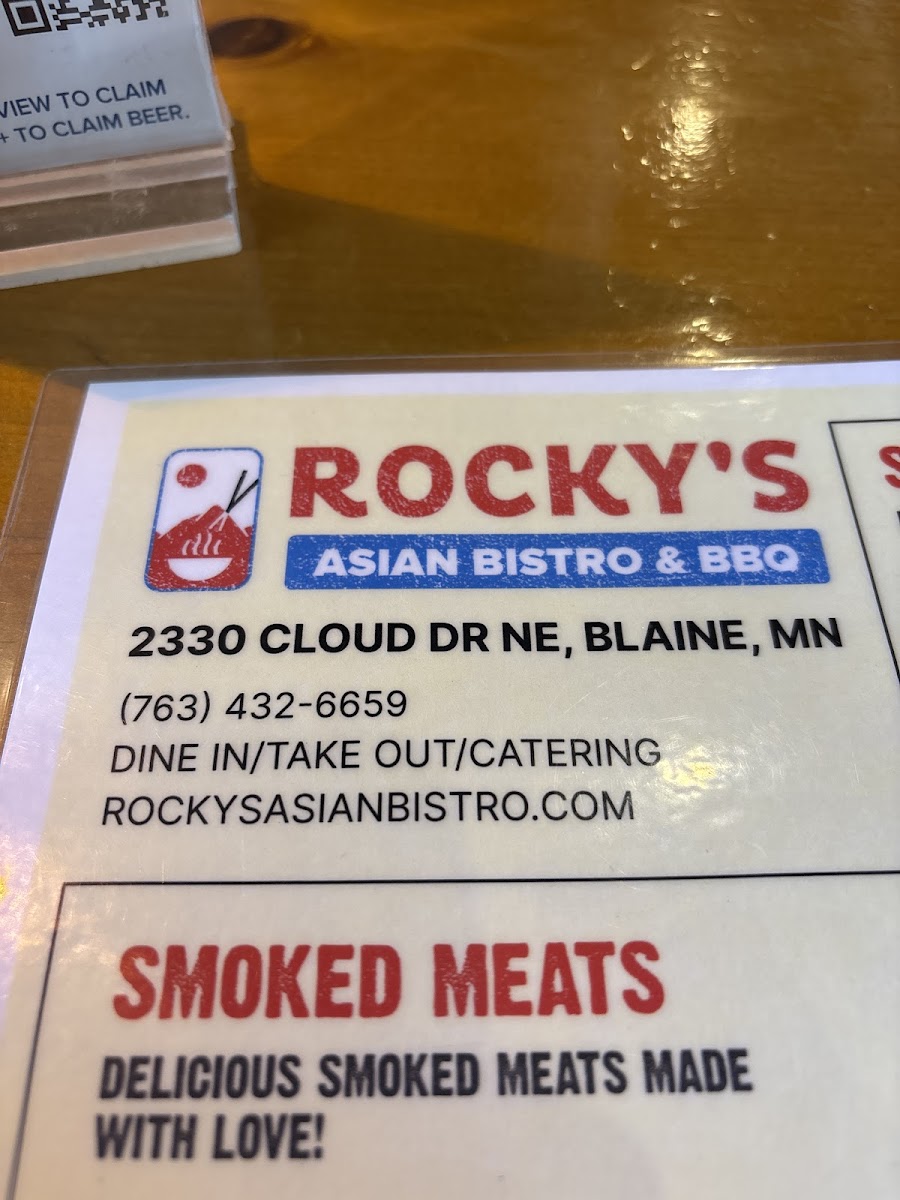 VIEW TO CLAIM
+ TO CLAIM BEER.
ROCKY'S
ASIAN BISTRO & BBQ
2330 CLOUD DR NE, BLAINE, MN
(763) 432-6659
DINE IN/TAKE OUT/CATERING
ROCKYSASIANBISTRO.COM
SMOKED MEATS
DELICIOUS SMOKED MEATS MADE
WITH LOVE!